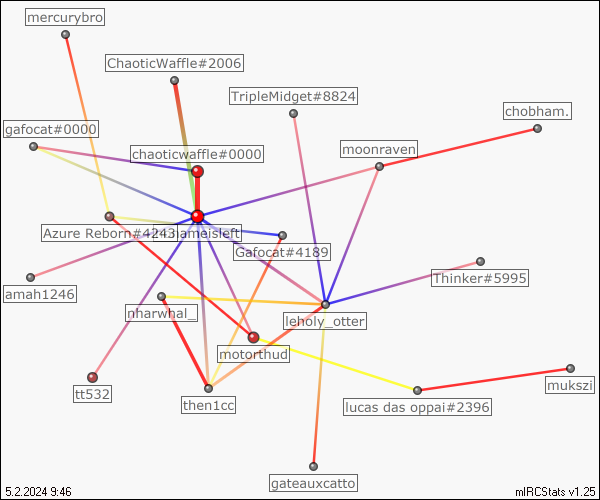 mercurybro
ChaoticWaffle#2006
TripleMidget#8824
chobham.
gafocat#0000
chaoticwaffle#0000
moonraven
Azure Reborn#4243
iameisleft
Gafocat#4189
Thinker#5995
amah1246
nharwhal_
leholy_otter
motorthud
tt532
then1cc
lucas das oppai#2396
mukszi
gateauxcatto
5.2.2024 9:46
mIRCStats v1.25